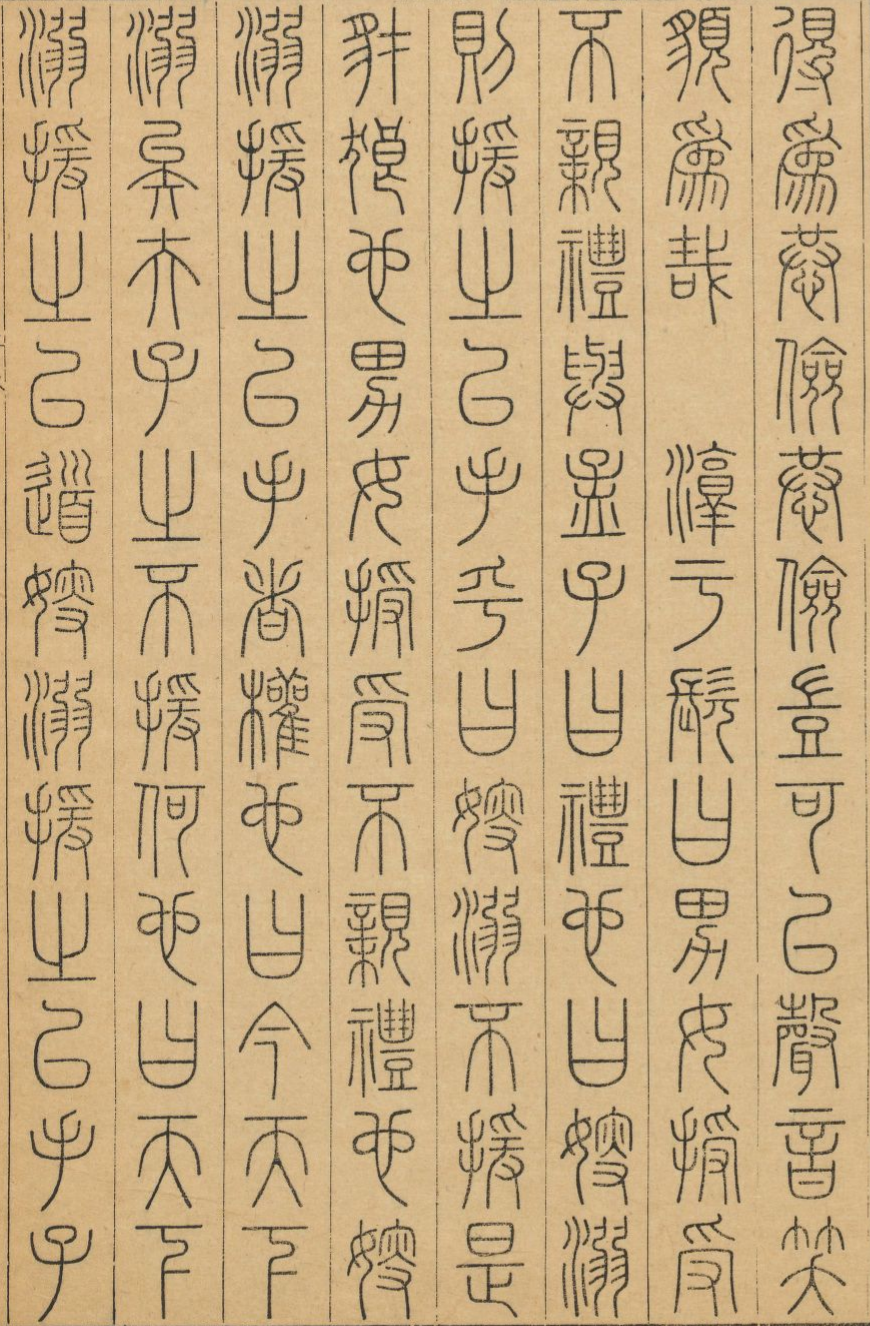 得爲恭儉恭儉豈可以聲音笑
貌爲哉　淳于髡曰男女授受
不親禮與孟子曰禮也曰嫂溺
則援之以手乎曰嫂溺不援是
豺狼也男女授受不親禮也嫂
溺援之以手者權也曰今天下
溺矣夫子之不援何也曰天下
溺援之以道嫂溺援之以手子